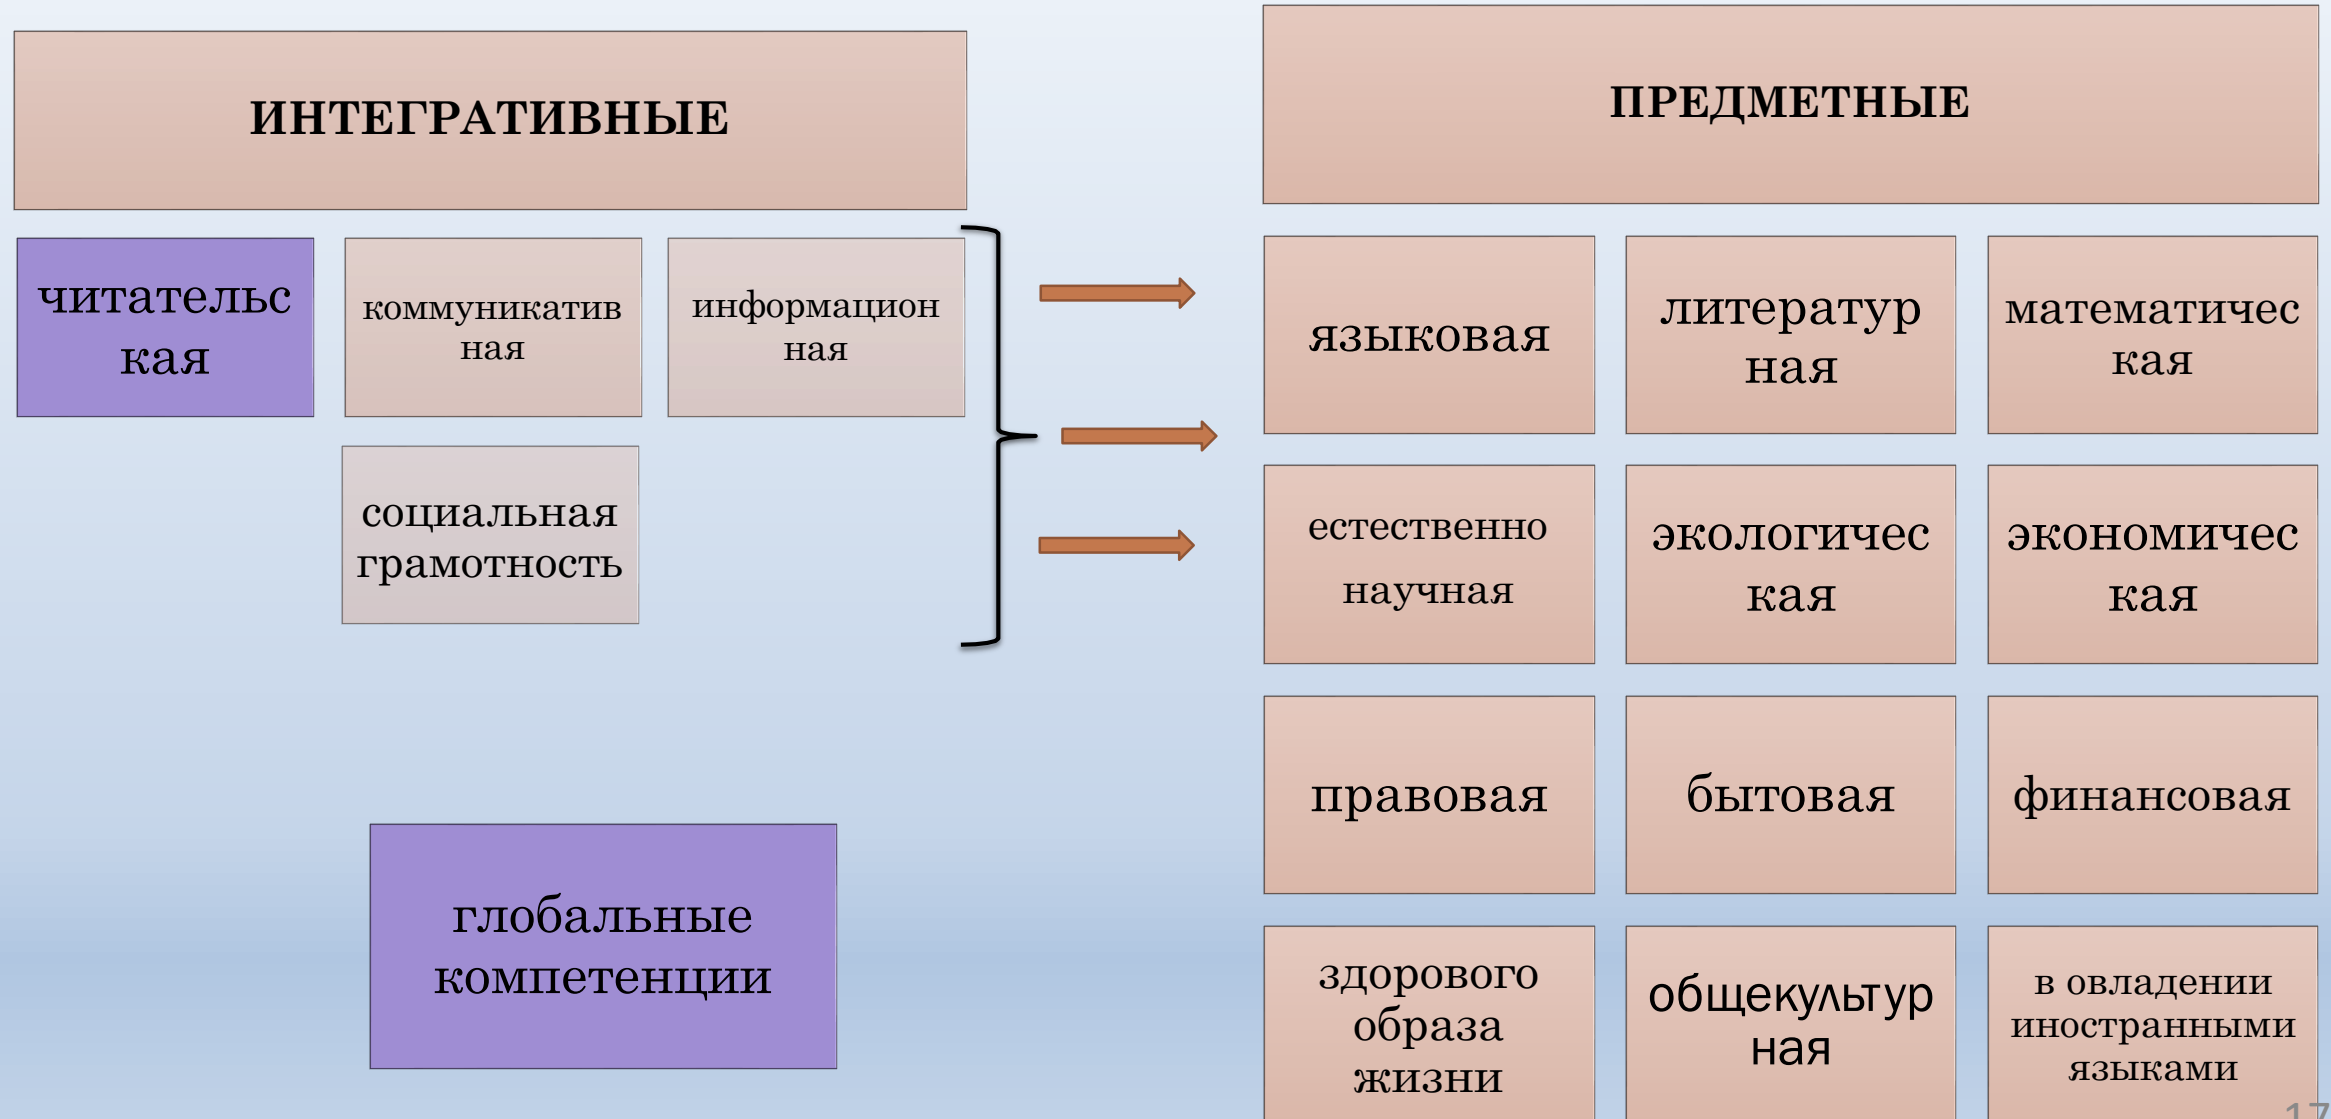 ИНТЕГРАТИВНЫЕ
читательс
кая
коммуникатив
ная
информацион
ная
социальная
грамотность
глобальные
компетенции
ПРЕДМЕТНЫЕ
языковая
литератур
ная
математичес
кая
естественно
научная
экологичес
кая
экономичес
кая
правовая
бытовая
финансовая
здорового
образа
жизни
общекультур
ная
в овладении
иностранными
языками
17